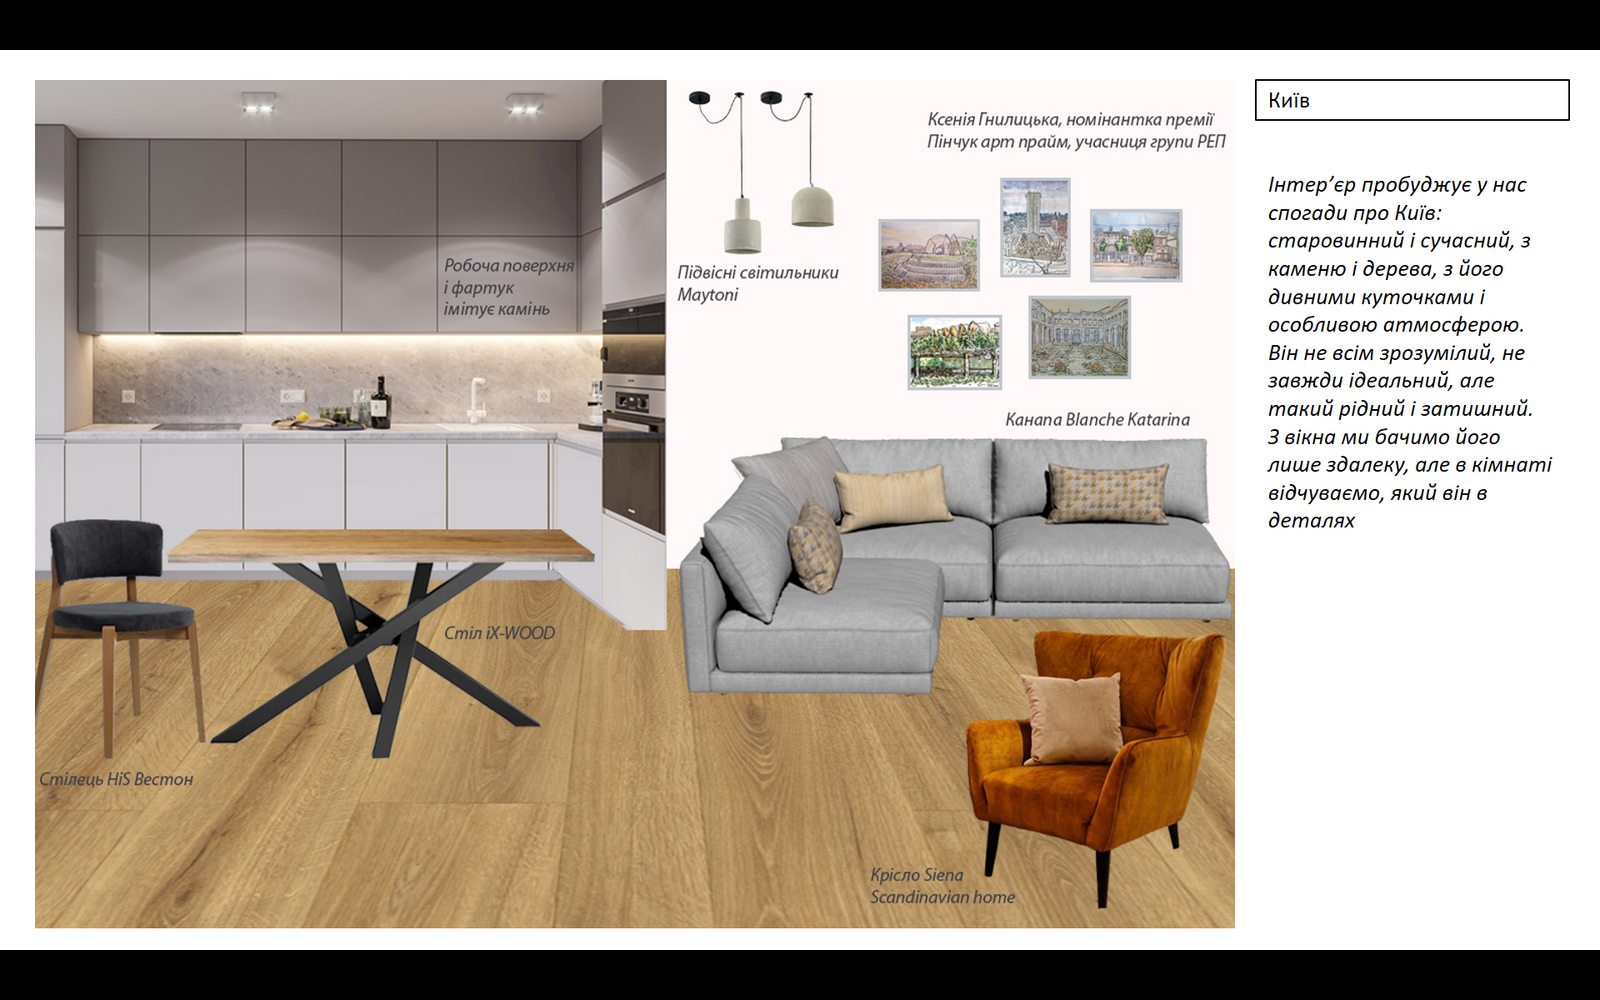 Київ
Інтер’єр пробуджує у нас
спогади про Київ:
старовинний і сучасний, з
каменю і дерева, з його
дивними куточками і
особливою атмосферою.
Він не всім зрозумілий, не
завжди ідеальний, але
такий рідний і затишний.
З вікна ми бачимо його
лише здалеку, але в кімнаті
відчуваємо, який він в
деталях
Ксенія Гнилицька, номінантка премії
Пінчук арт прайм, учасниця групи РЕП
Робоча поверхня
і фартук
імітує камінь
Підвісні світильники
Maytoni
Канапа Blanche Katarina
Стіл iX-WOOD
Стілець HiS Вестон
Крісло Siena
Scandinavian home